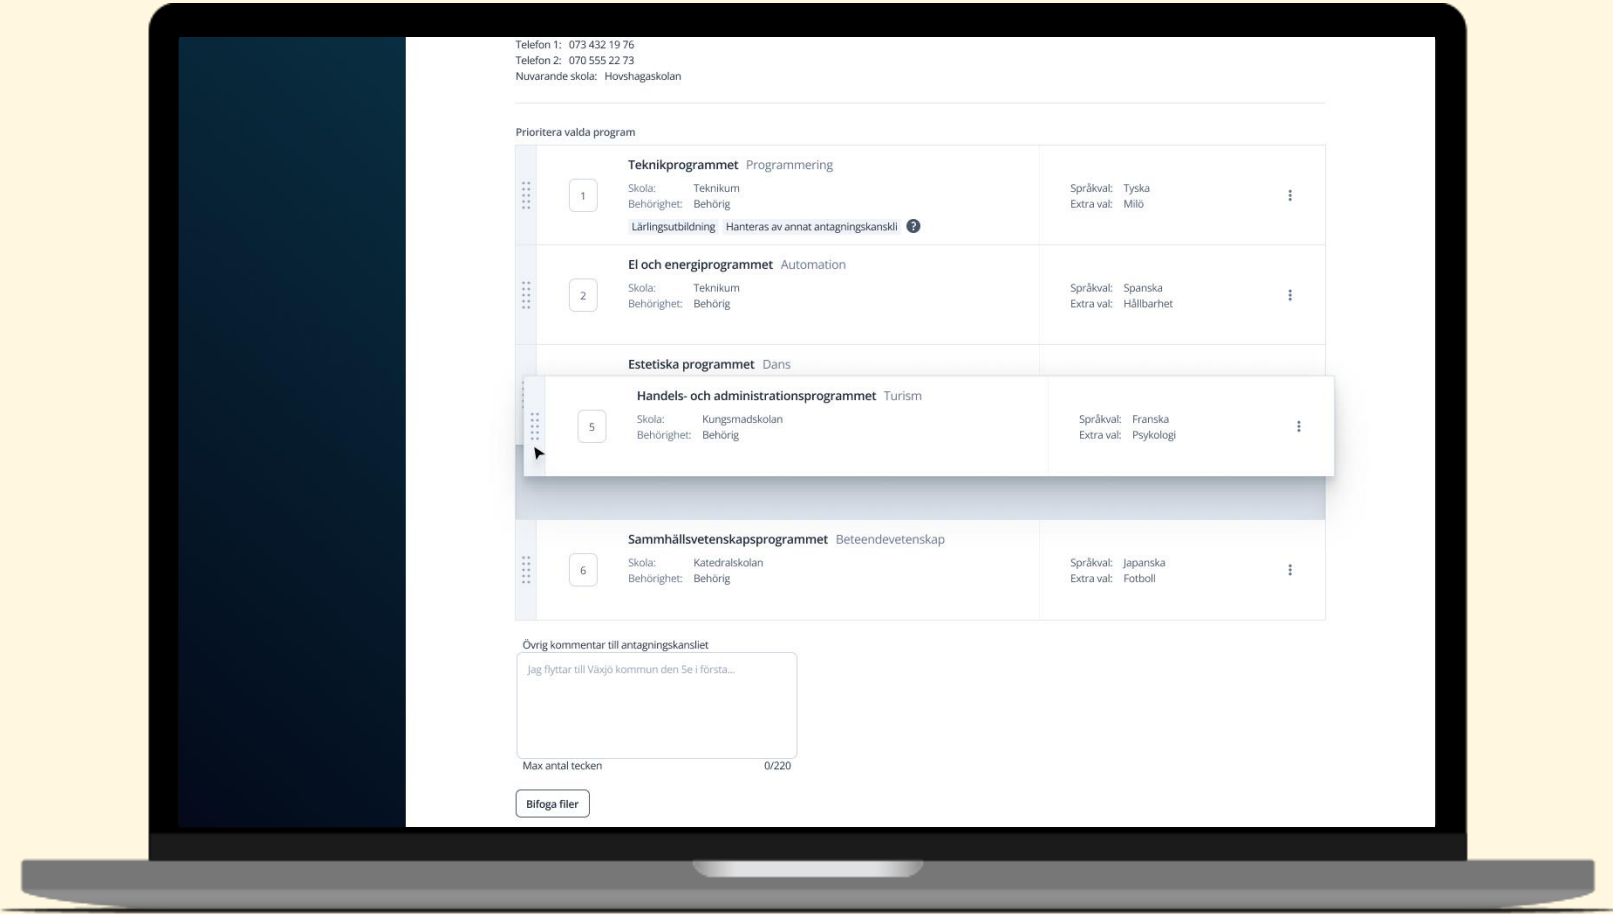 Telefon 1: 073 432 19 76
Telefon 2: 070 555 22 73
Nuvarande skola: Hovshagaskolan
Prioritera valda program
Teknikprogrammet Programmering
1
Skola: Teknikum
Behörighet: Behörig
Lärlingsutbildning Hanteras av annat antagningskanskli ?
Språkval: Tyska
Extra val: Milö
El och energiprogrammet Automation
2
Skola: Teknikum
Behörighet: Behörig
Språkval: Spanska
Extra val: Hållbarhet
Estetiska programmet Dans
Handels- och administrationsprogrammet Turism
5
Skola: Kungsmadskolan
Behörighet: Behörig
Språkval: Franska
Extra val: Psykologi
Sammhällsvetenskapsprogrammet Beteendevetenskap
6
Skola: Katedralskolan
Behörighet: Behörig
Språkval: Japanska
Extra val: Fotboll
Övrig kommentar till antagningskansliet
Jag flyttar till Växjö kommun den 5e i första...
Max antal tecken 0/220
Bifoga filer